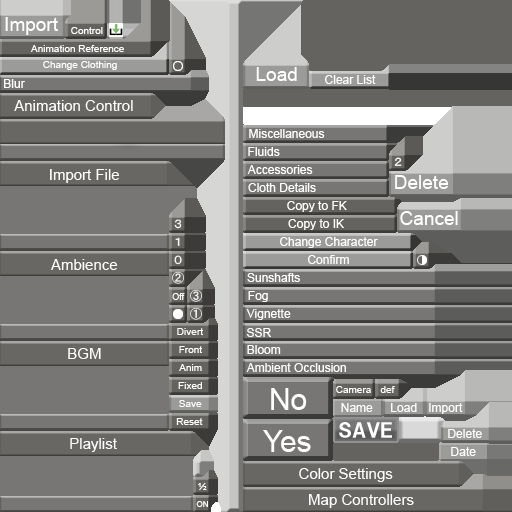 Import
Control
Animation Reference
Change Clothing
Blur
Animation Control
Import File
3
1
Ambience
0
②
Off ③
①
Divert
BGM
Front
Anim
Fixed
Save
Reset
Playlist
½
ON
Load
Clear List
Miscellaneous
Fluids
2
Accessories
Cloth Details
Delete
Copy to FK
Copy to IK
Cancel
Change Character
Confirm
Sunshafts
Fog
Vignette
SSR
Bloom
Ambient Occlusion
No
Camera def
Name Load Import
Yes
SAVE
Delete
Date
Color Settings
Map Controllers